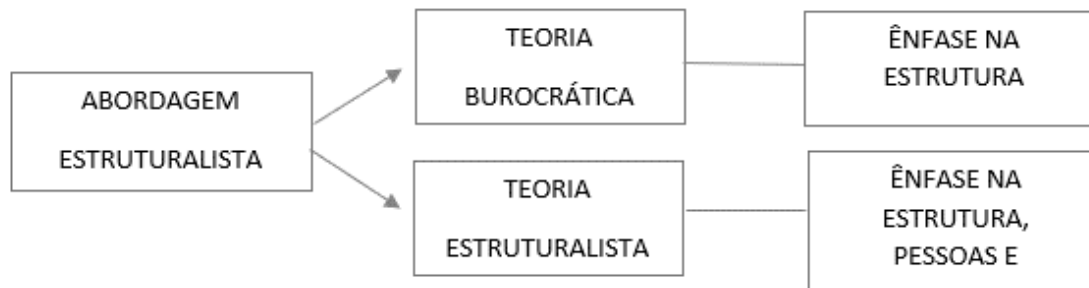 ABORDAGEM
ESTRUTURALISTA
TEORIA
BUROCRÁTICA
ÊNFASE NA
ESTRUTURA
TEORIA
ESTRUTURALISTA
ÊNFASE NA
ESTRUTURA,
PESSOAS E